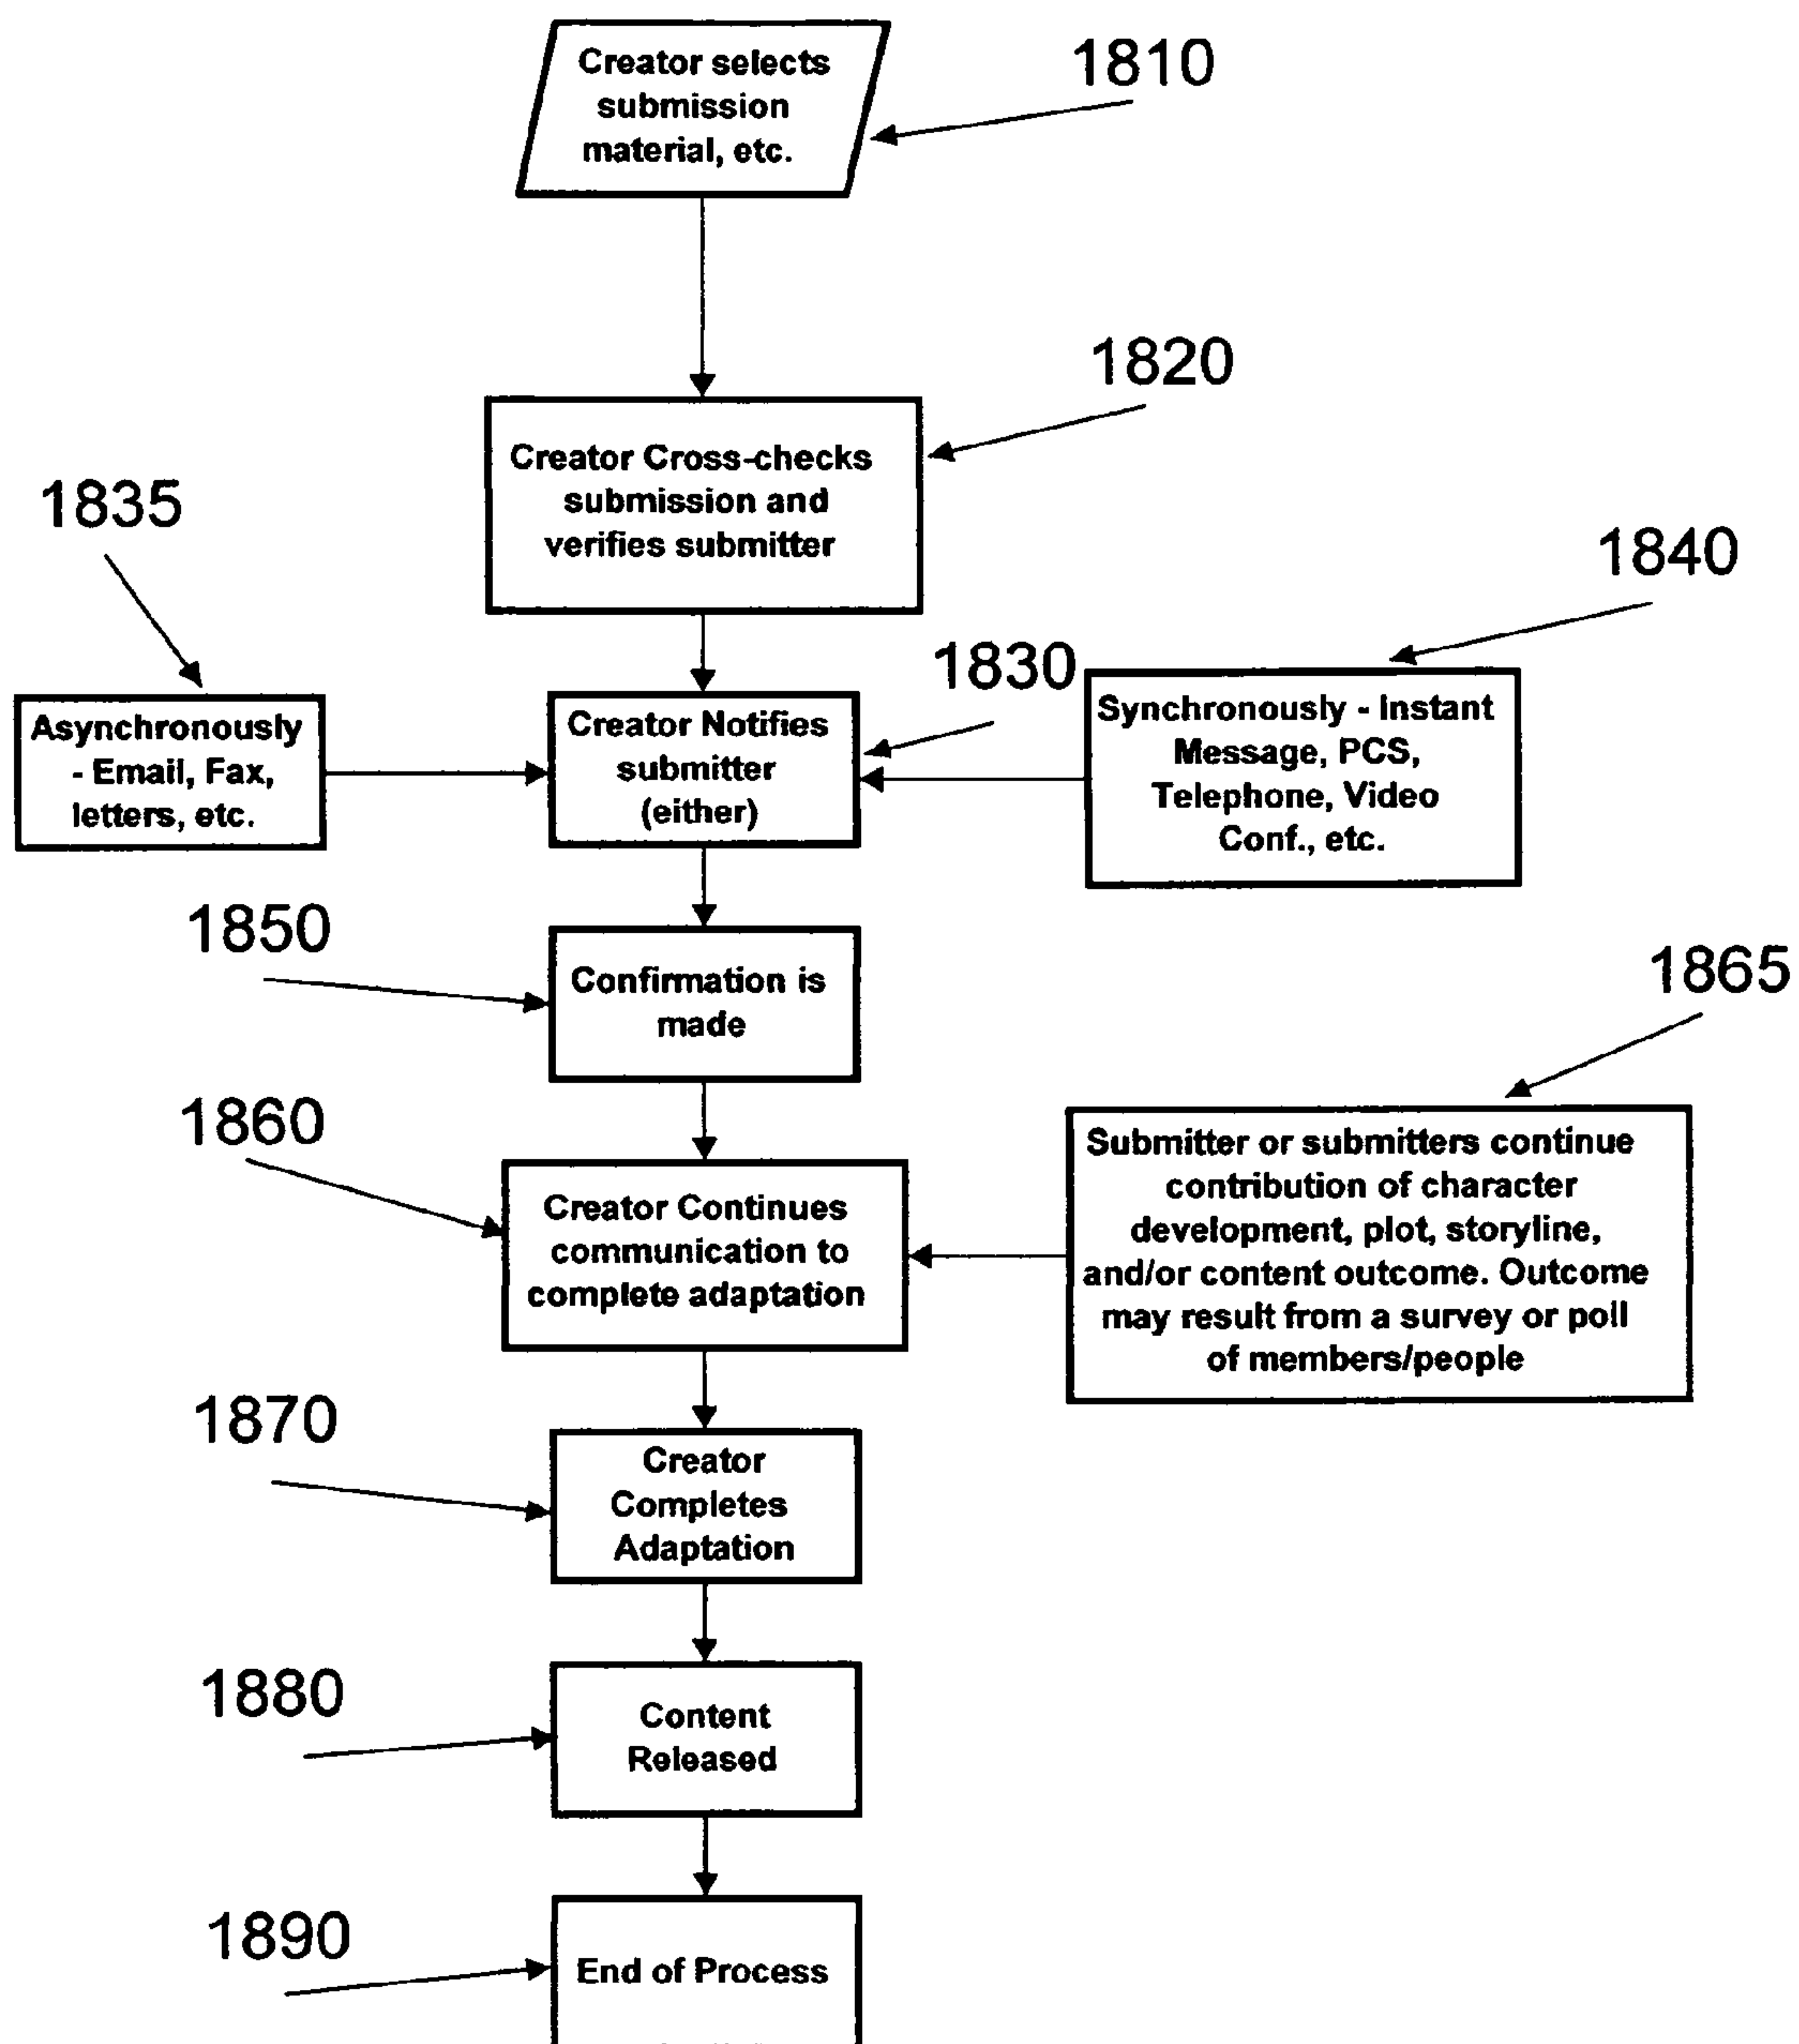 Creator selects
submission
material, etc.
1810
1820
Creator Cross-checks
submission and
verifies submitter
1835
1840
1830
Asynchronously
- Email, Fax,
letters, etc.
Creator Notifies
submitter
(either)
Synchronously - Instant
Message, PCS,
Telephone, Video
Conf., etc.
1850
Confirmation is
made
1865
1860
Creator Continues
communication to
complete adaptation
Submitter or submitters continue
contribution of character
development, plot, storyline,
and/or content outcome. Outcome
may result from a survey or poll
of members/people
1870
Creator
Completes
Adaptation
1880
Content
Released
1890
End of Process